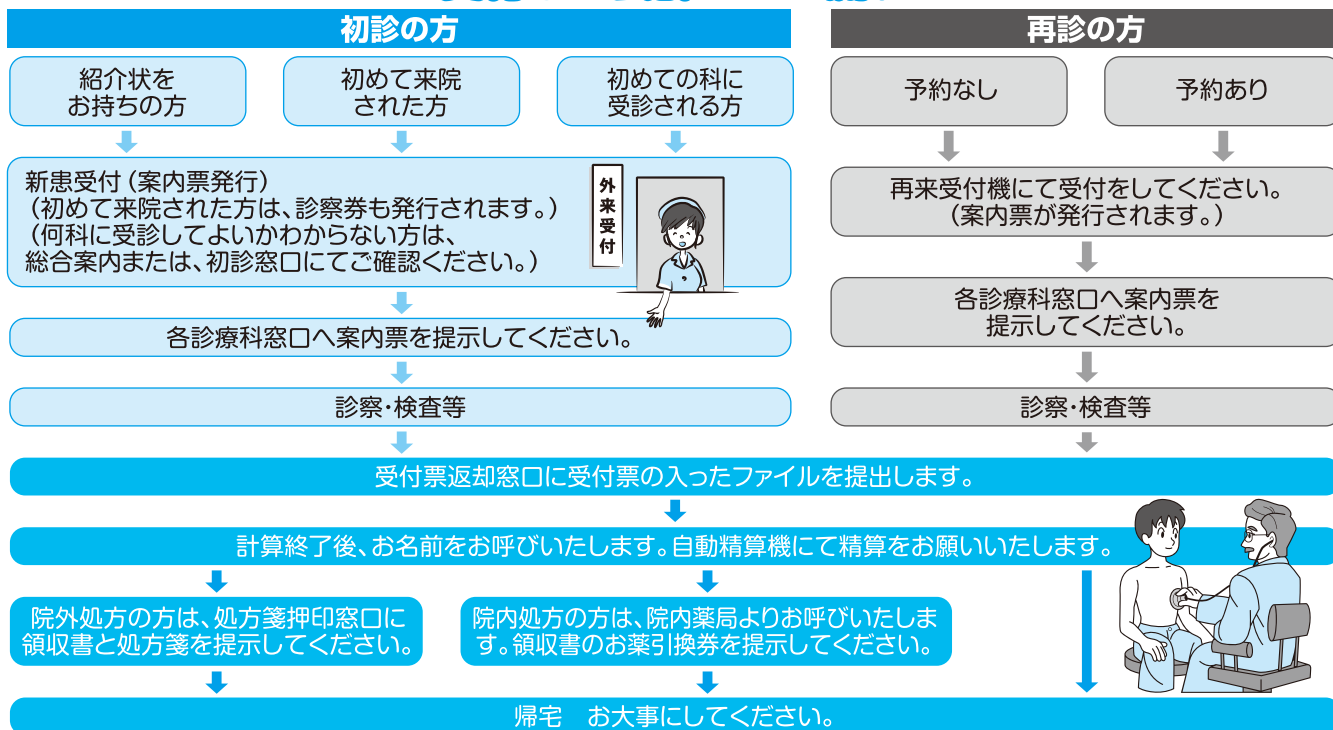 初診の方
紹介状を
お持ちの方
初めて来院
された方
初めての科に
受診される方
新患受付(案内票発行)
(初めて来院された方は、診察券も発行されます。)
(何科に受診してよいかわからない方は、
総合案内または、初診窓口にてご確認ください。)
外来受付
各診療科窓口へ案内票を提示してください。
診察・検査等
再診の方
予約なし
予約あり
再来受付機にて受付をしてください。
(案内票が発行されます。)
各診療科窓口へ案内票を
提示してください。
診察・検査等
受付票返却窓口に受付票の入ったファイルを提出します。
計算終了後、お名前をお呼びいたします。自動精算機にて精算をお願いいたします。
院外処方の方は、処方箋押印窓口に
領収書と処方箋を提示してください。
院内処方の方は、院内薬局よりお呼びいたしま
す。領収書のお薬引換券を提示してください。
帰宅　お大事にしてください。